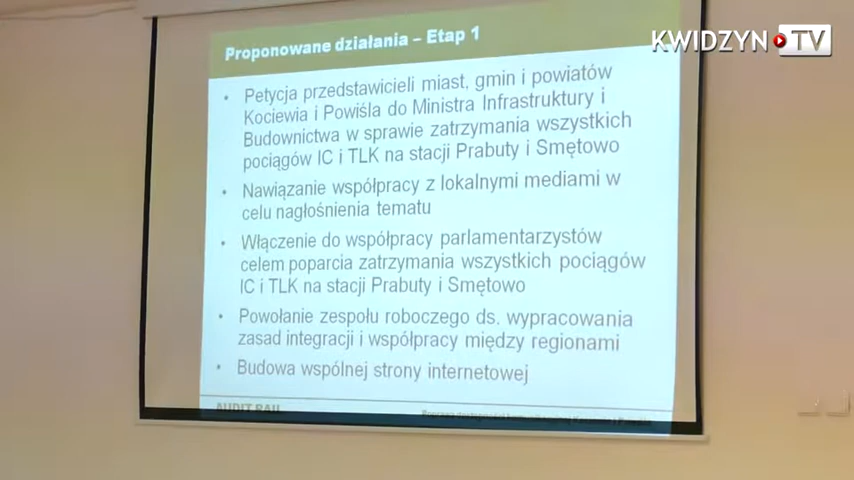 KWIDZYN TV
Proponowane działania – Etap 1
• Petycja przedstawicieli miast, gmin i powiatów
Kociewia i Powiśla do Ministra Infrastruktury i
Budownictwa w sprawie zatrzymania wszystkich
pociągów IC i TLK na stacji Prabuty i Smętowo
• Nawiązanie współpracy z lokalnymi mediami w
celu nagłośnienia tematu
• Włączenie do współpracy parlamentarzystów
celem poparcia zatrzymania wszystkich pociągów
IC i TLK na stacji Prabuty i Smętowo
• Powołanie zespołu roboczego ds. wypracowania
zasad integracji i współpracy między regionami
• Budowa wspólnej strony internetowej
AUDIT RAIL